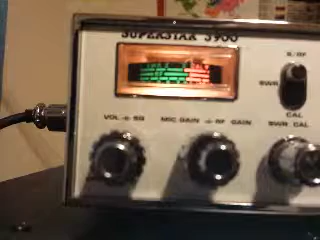 SUPERSTAR 3900
S/RF
SWR
CAL
VOL SQ
MIC GAIN RF GAIN
SWR CAL